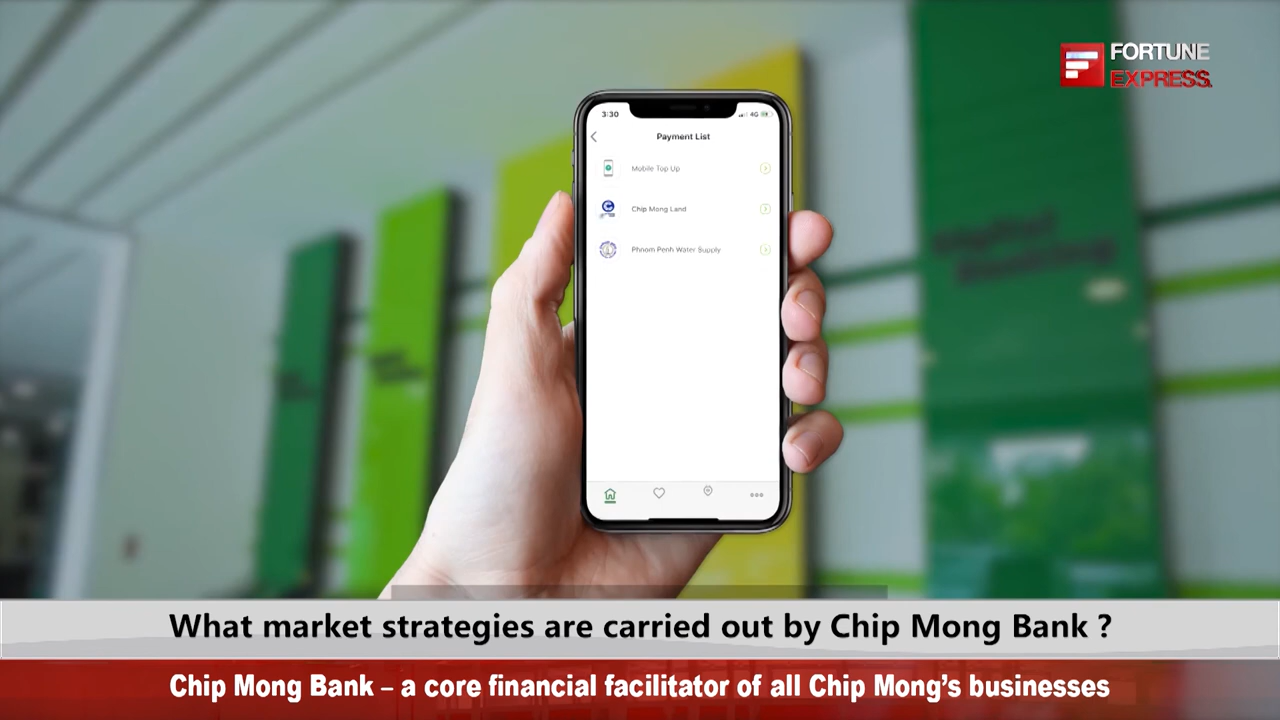 FORTUNE
EXPRESS
3:30
4G
Payment List
Mobile Top Up
Chip Mong Land
Phnom Penh Water Supply
What market strategies are carried out by Chip Mong Bank ?
Chip Mong Bank – a core financial facilitator of all Chip Mong's businesses